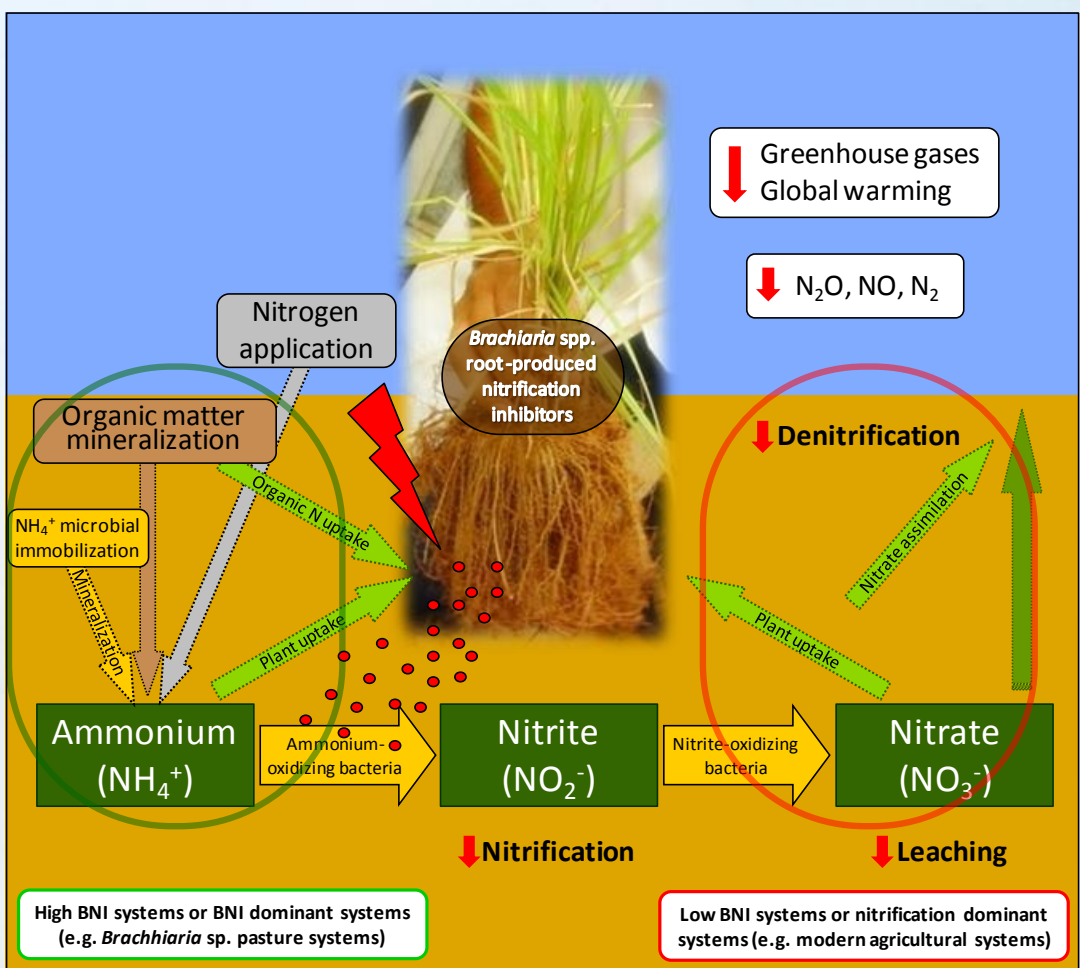 Greenhouse gases
Global warming
N₂O, NO, N₂
Nitrogen
application
Brachiaria spp.
root-produced
nitrification
inhibitors
Organic matter
mineralization
Denitrification
Organic N uptake
NH₄⁺ microbial
immobilization
Mineralization
Plant uptake
Nitrate assimilation
Plant uptake
Ammonium
(NH₄⁺)
Ammonium-
oxidizing bacteria
Nitrite
(NO₂⁻)
Nitrite-oxidizing
bacteria
Nitrate
(NO₃⁻)
Nitrification
Leaching
High BNI systems or BNI dominant systems
(e.g. Brachhiaria sp. pasture systems)
Low BNI systems or nitrification dominant
systems (e.g. modern agricultural systems)